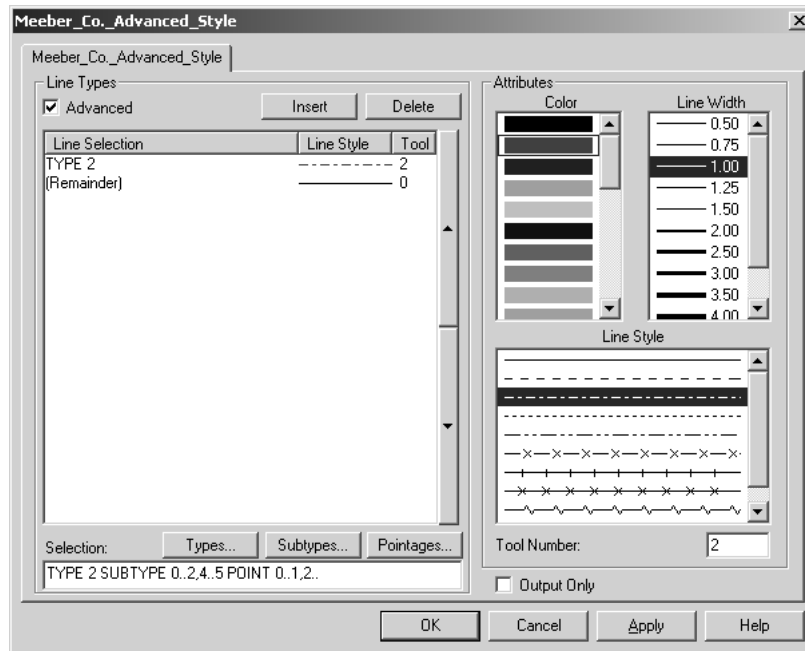 Meeber_Co._Advanced_Style
Meeber_Co._Advanced_Style
Line Types
Advanced
Insert
Delete
Line Selection Line Style Tool
TYPE 2 2
(Remainder) 0
Selection:
Types...
Subtypes...
Pointages...
TYPE 2 SUBTYPE 0..2,4..5 POINT 0..1,2..
Attributes
Color
Line Width
0.50
0.75
1.00
1.25
1.50
2.00
2.50
3.00
3.50
4.00
Line Style
Tool Number: 2
Output Only
OK
Cancel
Apply
Help